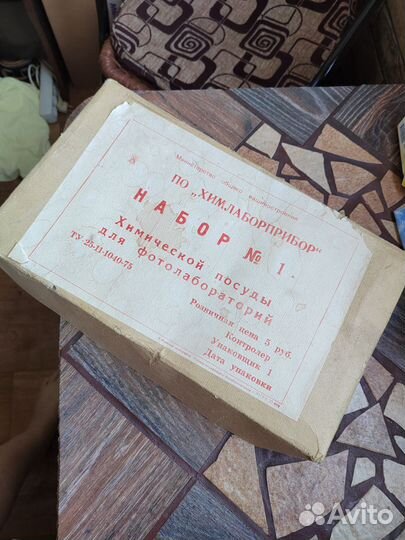 Министерство общего машиностроения
ПО „ХИМЛАБОРПРИБОР“
НАБОР № 1
Химической посуды
для фотолабораторий
ТУ 25-11-1040-75
Розничная цена 5 руб.
Контролер
Упаковщик 1
Дата упаковки
Avito